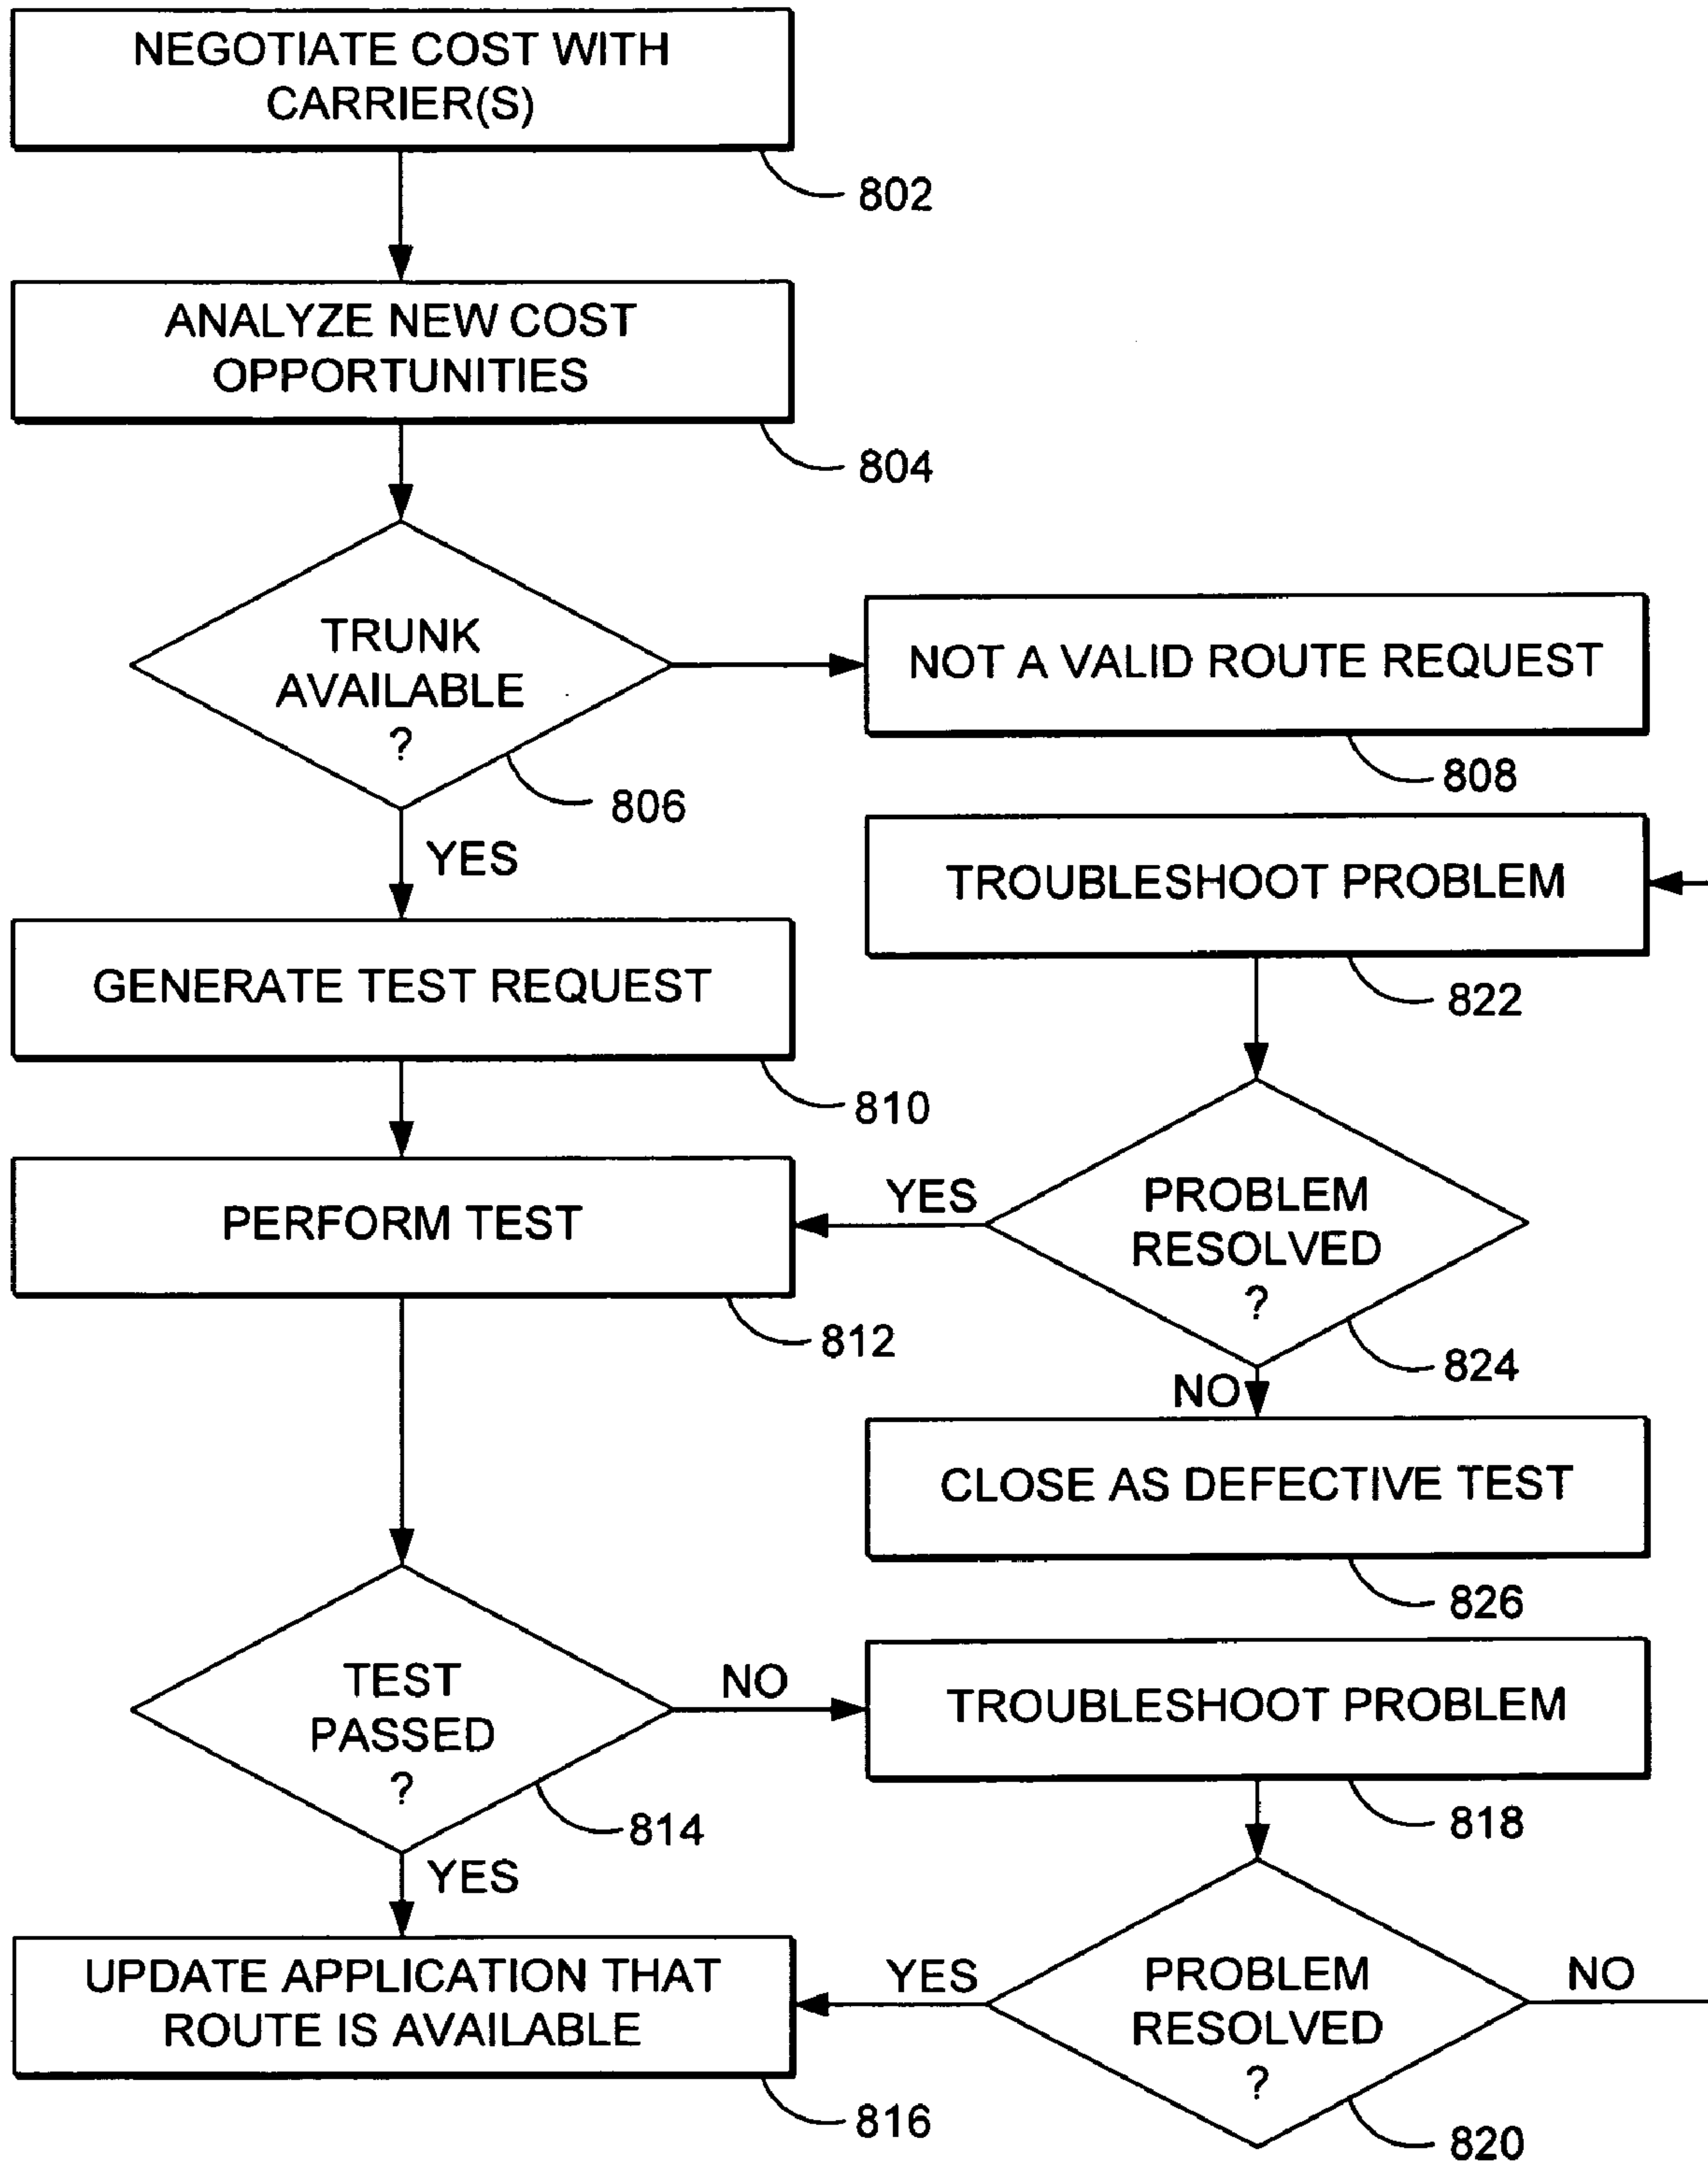 NEGOTIATE COST WITH
CARRIER(S)
802
ANALYZE NEW COST
OPPORTUNITIES
804
TRUNK
AVAILABLE
?
806
NOT A VALID ROUTE REQUEST
808
YES
TROUBLESHOOT PROBLEM
822
GENERATE TEST REQUEST
810
PERFORM TEST
812
YES
PROBLEM
RESOLVED
?
824
NO
CLOSE AS DEFECTIVE TEST
826
TEST
PASSED
?
814
NO
TROUBLESHOOT PROBLEM
818
YES
UPDATE APPLICATION THAT
ROUTE IS AVAILABLE
816
YES
PROBLEM
RESOLVED
?
820
NO